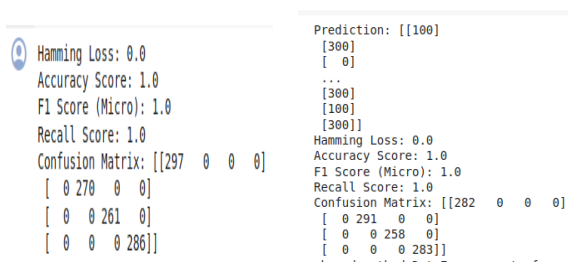 Hamming Loss: 0.0
Accuracy Score: 1.0
F1 Score (Micro): 1.0
Recall Score: 1.0
Confusion Matrix: [[297 0 0 0]
[ 0 270 0 0]
[ 0 0 261 0]
[ 0 0 0 286]]
Prediction: [[100]
[300]
[ 0]
...
[300]
[100]
[300]]
Hamming Loss: 0.0
Accuracy Score: 1.0
F1 Score (Micro): 1.0
Recall Score: 1.0
Confusion Matrix: [[282 0 0 0]
[ 0 291 0 0]
[ 0 0 258 0]
[ 0 0 0 283]]